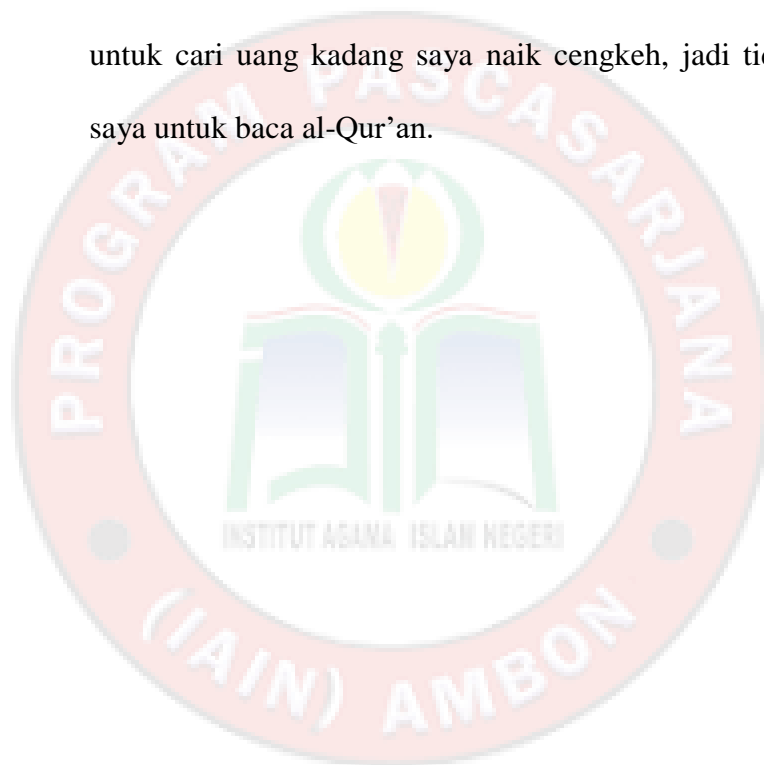 untuk cari uang kadang saya naik cengkeh, jadi
saya untuk baca al-Qur’an.
PROGRAM PASCASARJANA
INSTITUT AGAMA ISLAM NEGERI
(IAIN) AMBON